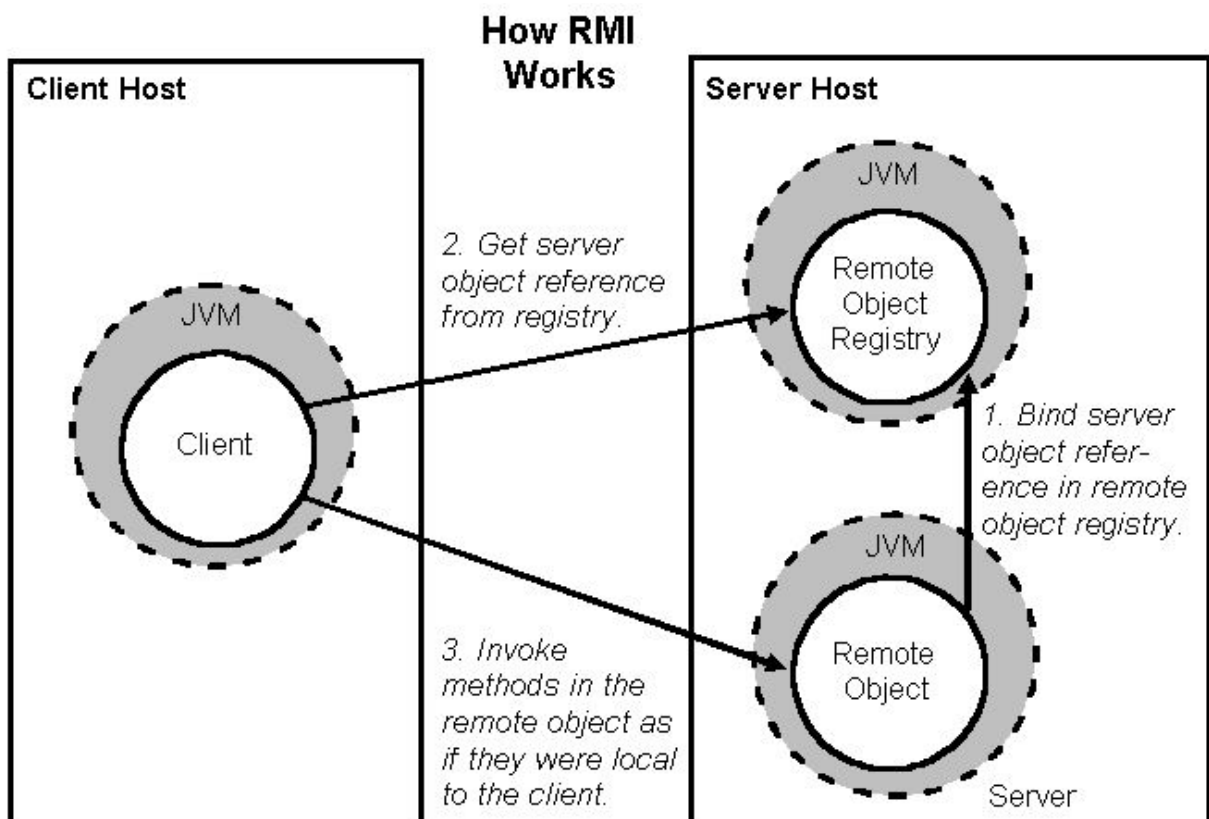 How RMI
Works
Client Host
JVM
Client
2. Get server
object reference
from registry.
3. Invoke
methods in the
remote object as
if they were local
to the client.
Server Host
JVM
Remote
Object
Registry
1. Bind server
object refer-
ence in remote
object registry.
JVM
Remote
Object
Server